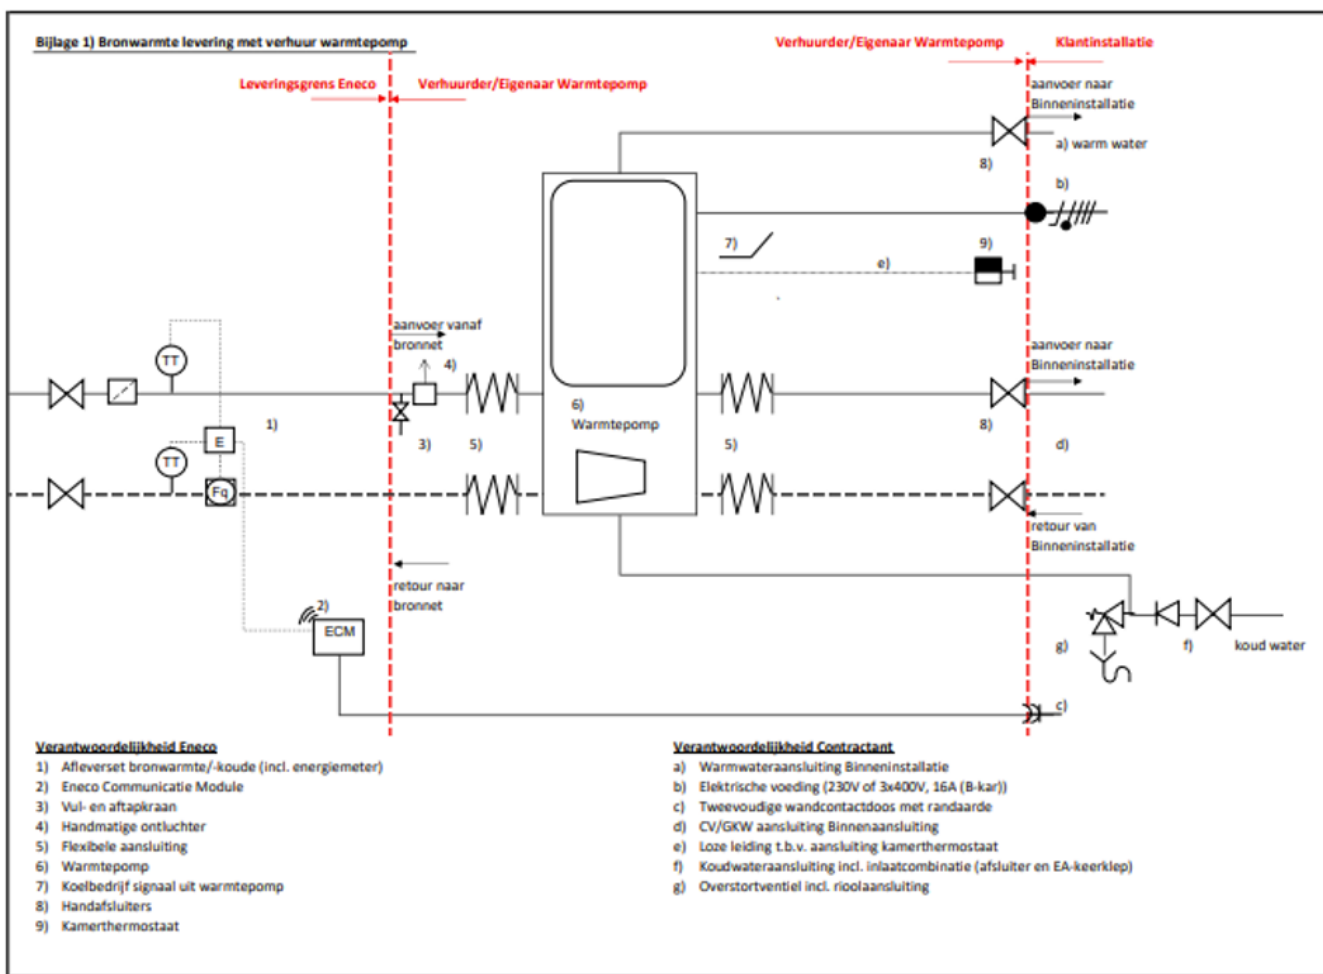 Bijlage 1) Bronwarmte levering met verhuur warmtepomp
Verhuurder/Eigenaar Warmtepomp
Klantinstallatie
Leveringsgrens Eneco
Verhuurder/Eigenaar Warmtepomp
aanvoer naar
Binneninstallatie
a) warm water
8)
b)
7)
9)
e)
aanvoer vanaf
bronnet
aanvoer naar
Binneninstallatie
TT
4)
6)
Warmtepomp
1)
8)
E
3)
5)
5)
d)
TT
Fq
retour van
Binneninstallatie
retour naar
bronnet
2)
ECM
g)
f)
koud water
c)
Verantwoordelijkheid Eneco
1) Afleverset bronwarmte/-koude (incl. energiemeter)
2) Eneco Communicatie Module
3) Vul- en aftapkraan
4) Handmatige ontluchter
5) Flexibele aansluiting
6) Warmtepomp
7) Koelbedrijf signaal uit warmtepomp
8) Handafsluiters
9) Kamerthermostaat
Verantwoordelijkheid Contractant
a) Warmwateraansluiting Binneninstallatie
b) Elektrische voeding (230V of 3x400V, 16A (B-kar))
c) Tweevoudige wandcontactdoos met randaarde
d) CV/GKW aansluiting Binnenaansluiting
e) Loze leiding t.b.v. aansluiting kamerthermostaat
f) Koudwateraansluiting incl. inlaatcombinatie (afsluiter en EA-keerklep)
g) Overstortventiel incl. rioolaansluiting